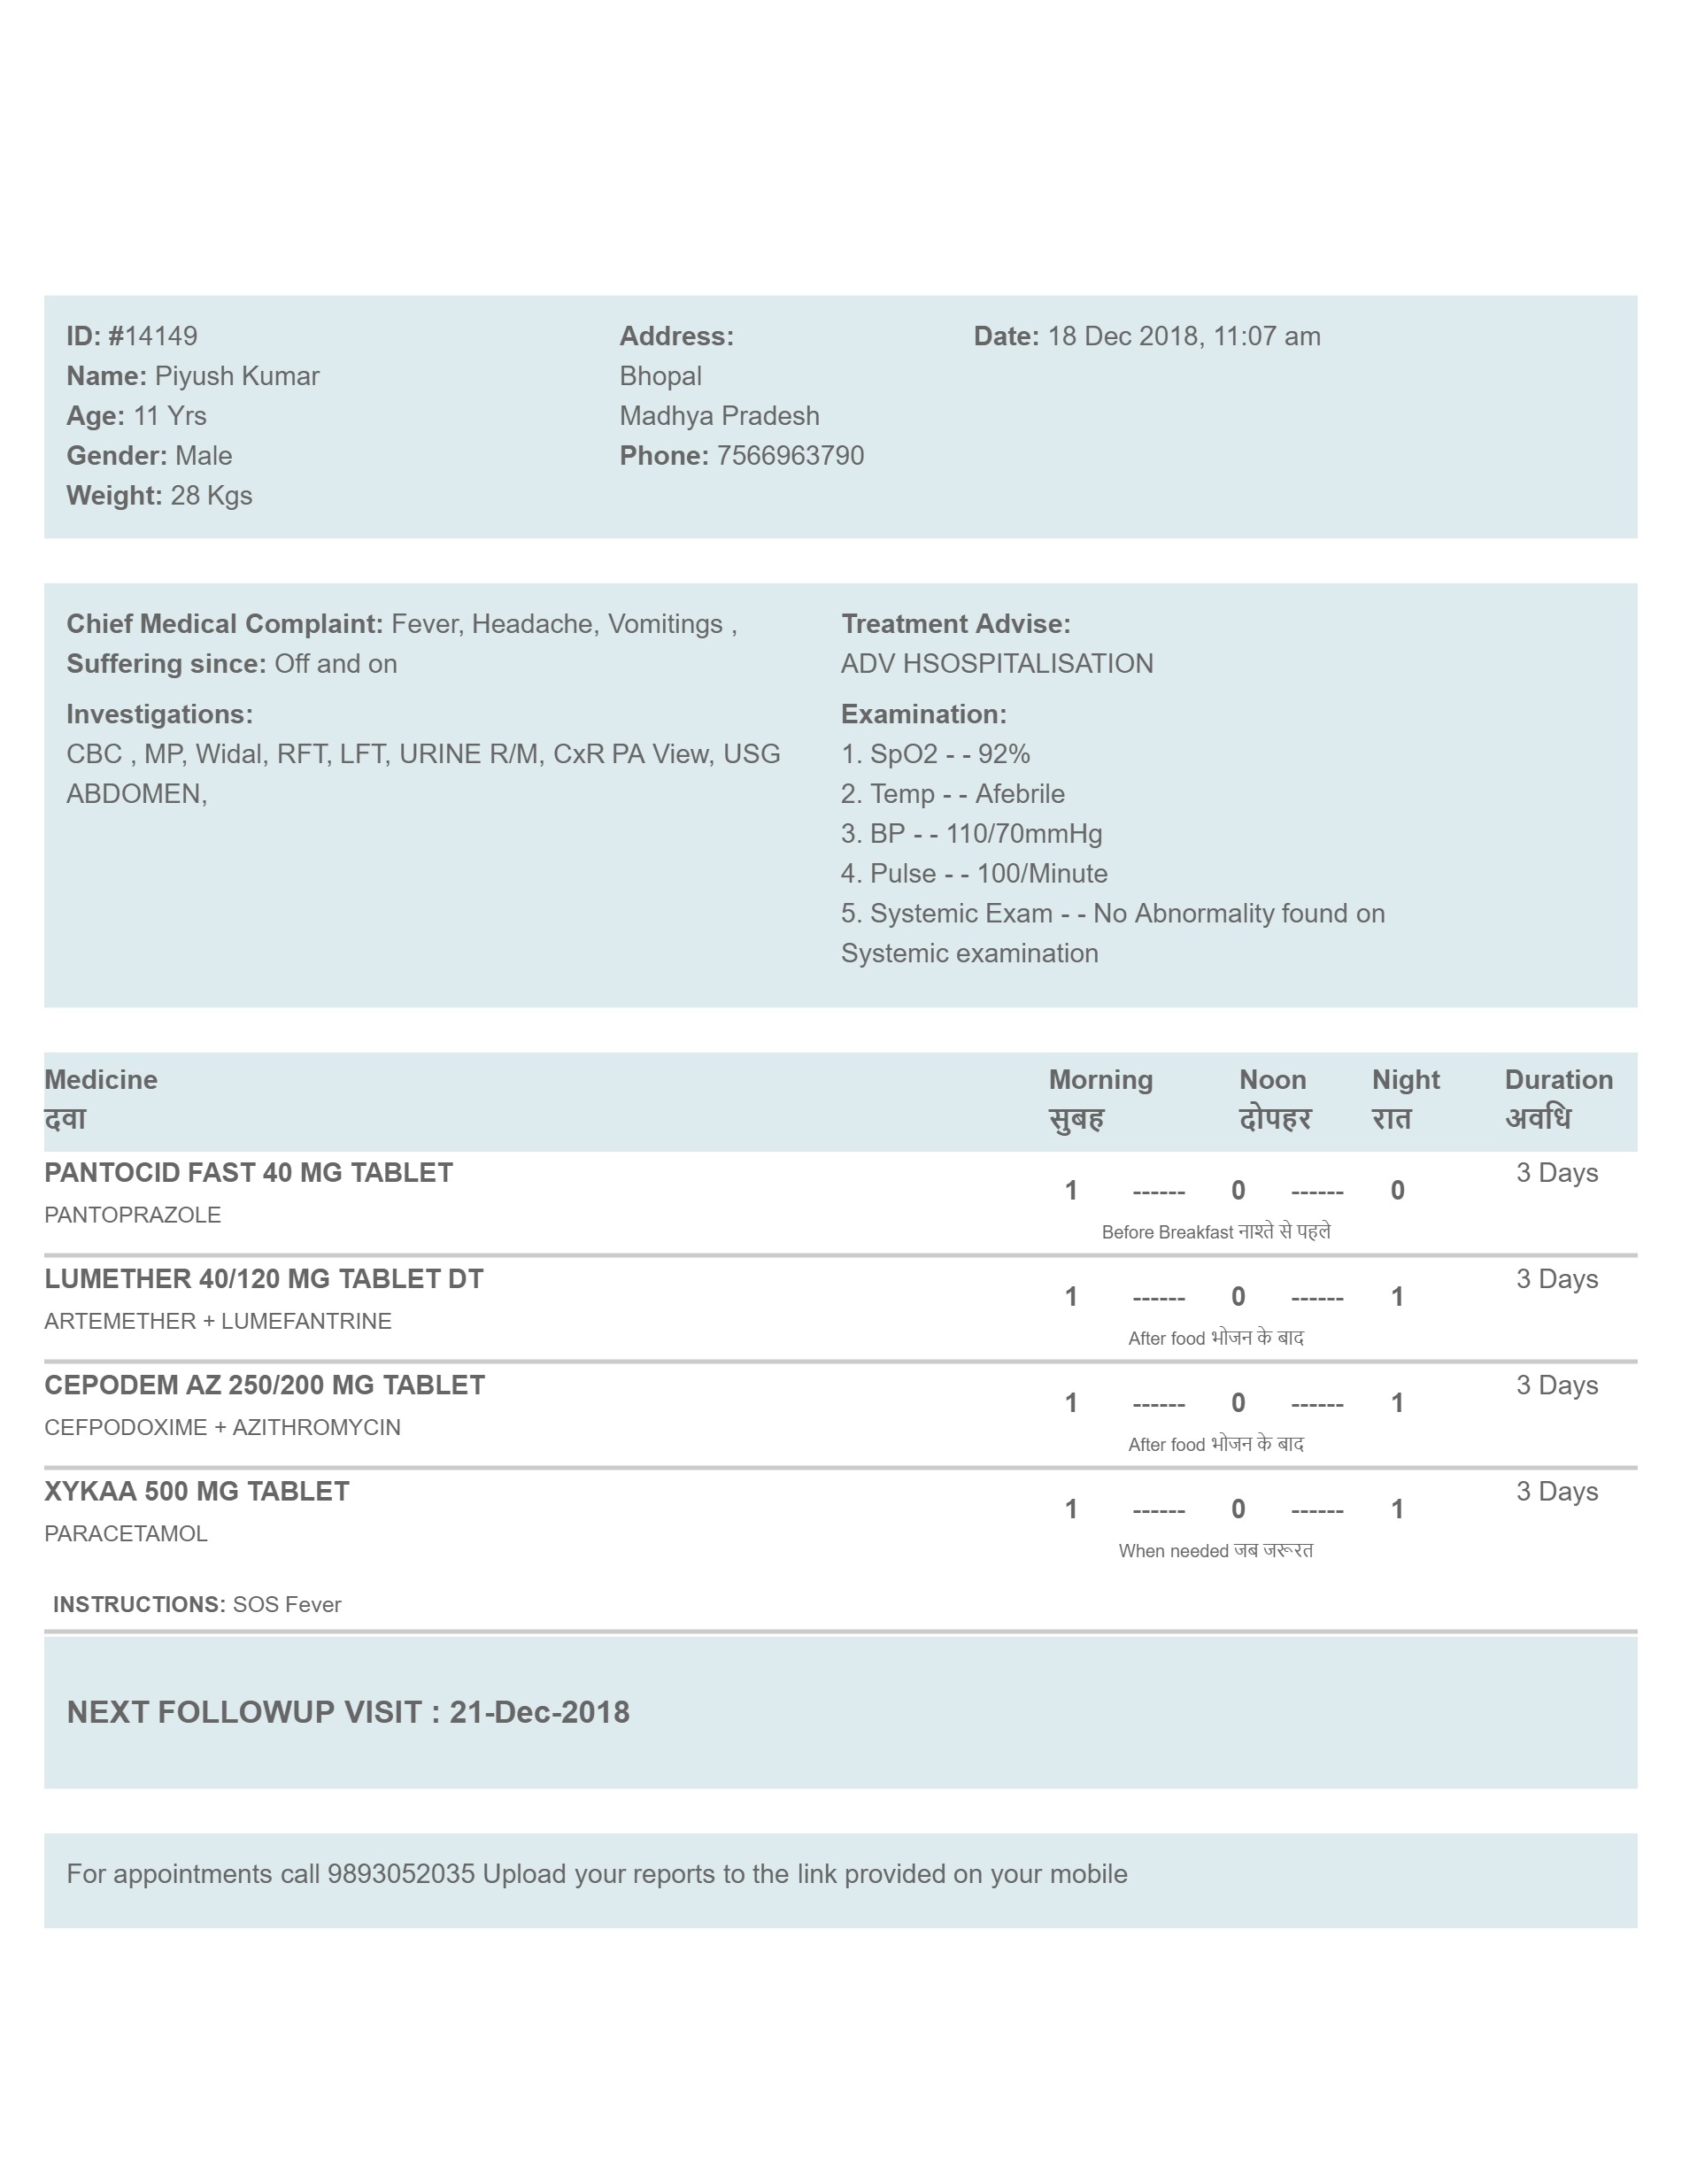 ID: #14149
Name: Piyush Kumar
Age: 11 Yrs
Gender: Male
Weight: 28 Kgs
Address:
Bhopal
Madhya Pradesh
Phone: 7566963790
Date: 18 Dec 2018, 11:07 am
Chief Medical Complaint: Fever, Headache, Vomitings ,
Suffering since: Off and on
Investigations:
CBC , MP, Widal, RFT, LFT, URINE R/M, CxR PA View, USG
ABDOMEN,
Treatment Advise:
ADV HSOSPITALISATION
Examination:
1. SpO2 - - 92%
2. Temp - - Afebrile
3. BP - - 110/70mmHg
4. Pulse - - 100/Minute
5. Systemic Exam - - No Abnormality found on
Systemic examination
Medicine Morning Noon Night Duration
दवा सुबह दोपहर रात अवधि
PANTOCID FAST 40 MG TABLET 3 Days
1 ------ 0 ------ 0
PANTOPRAZOLE
Before Breakfast नाश्ते से पहले
LUMETHER 40/120 MG TABLET DT 3 Days
1 ------ 0 ------ 1
ARTEMETHER + LUMEFANTRINE
After food भोजन के बाद
CEPODEM AZ 250/200 MG TABLET 3 Days
1 ------ 0 ------ 1
CEFPODOXIME + AZITHROMYCIN
After food भोजन के बाद
XYKAA 500 MG TABLET 3 Days
1 ------ 0 ------ 1
PARACETAMOL
When needed जब जरूरत
INSTRUCTIONS: SOS Fever
NEXT FOLLOWUP VISIT : 21-Dec-2018
For appointments call 9893052035 Upload your reports to the link provided on your mobile